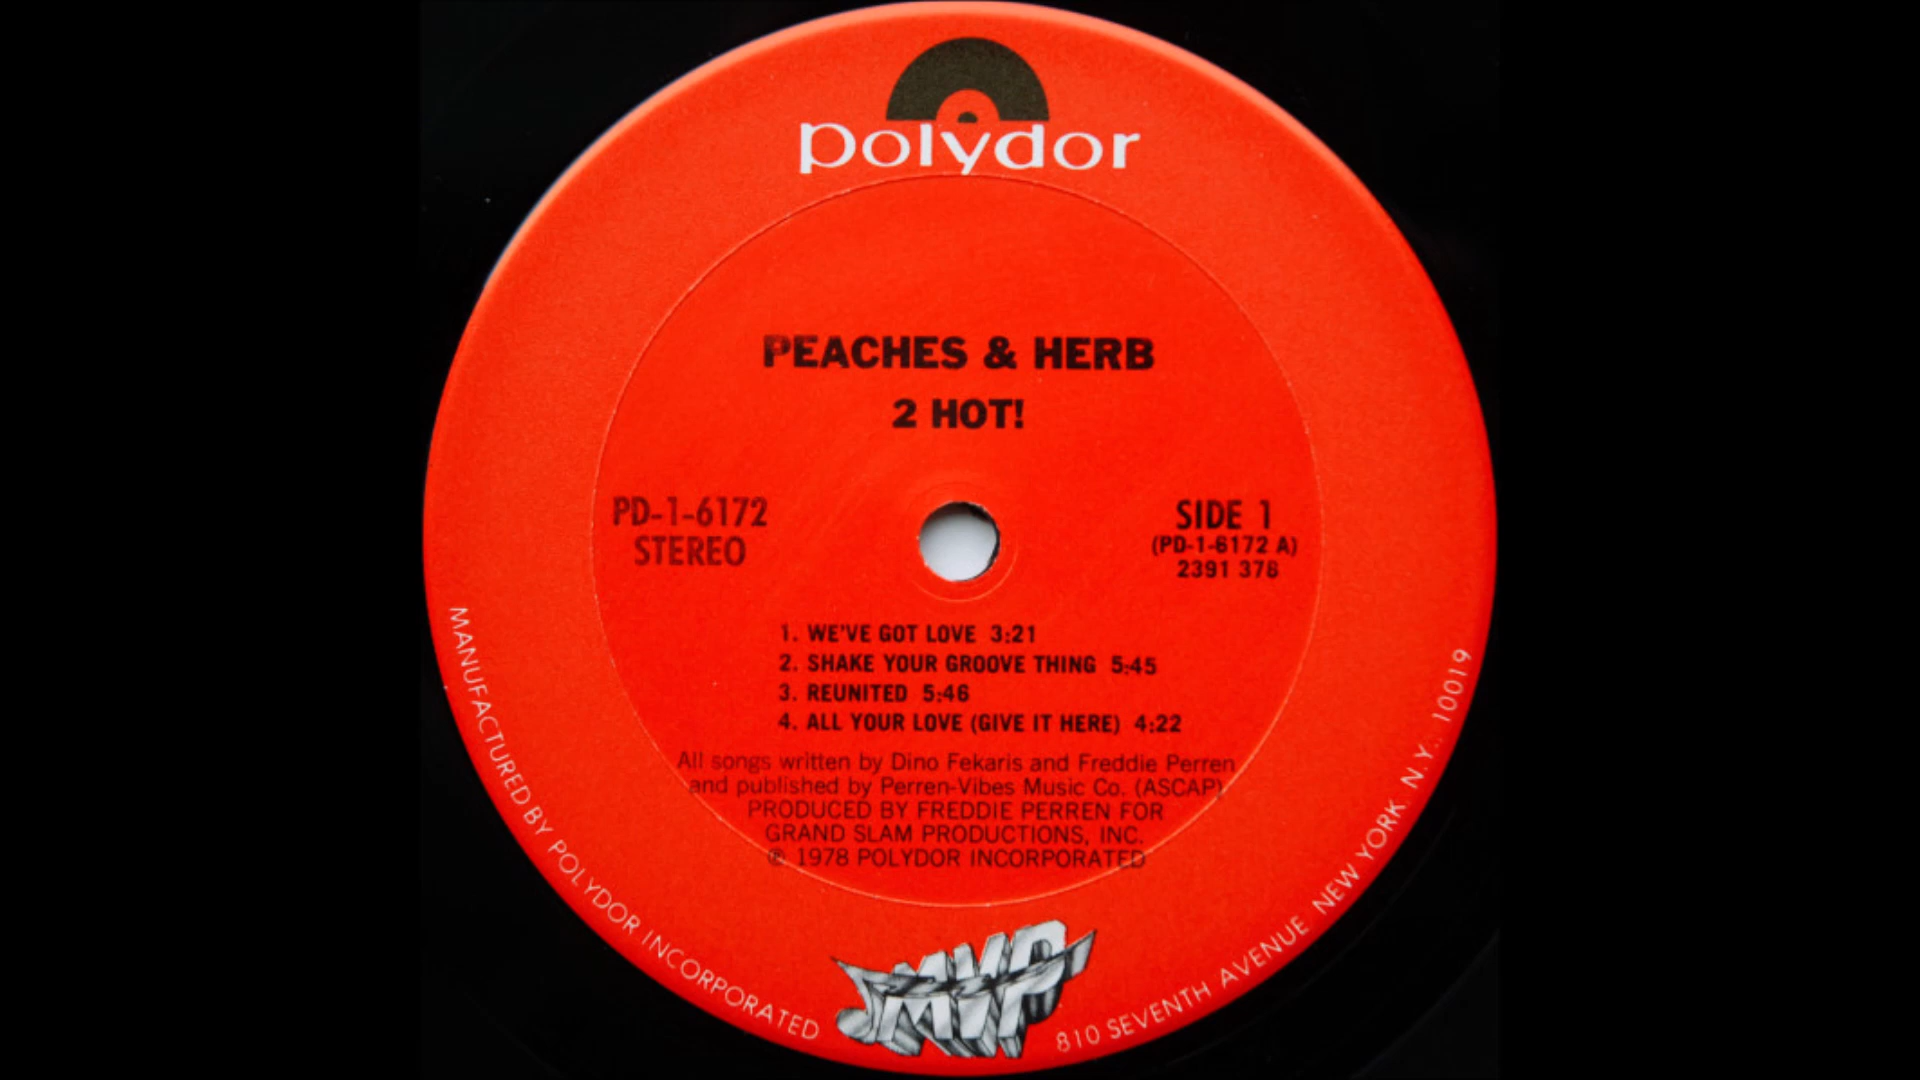 polydor
PEACHES & HERB
2 HOT!
PD-1-6172
STEREO
SIDE 1
(PD-1-6172 A)
2391 378
1. WE'VE GOT LOVE 3:21
2. SHAKE YOUR GROOVE THING 5:45
3. REUNITED 5:46
4. ALL YOUR LOVE (GIVE IT HERE) 4:22
All songs written by Dino Fekaris and Freddie Perren
and published by Perren-Vibes Music Co. (ASCAP)
PRODUCED BY FREDDIE PERREN FOR
GRAND SLAM PRODUCTIONS, INC.
℗ 1978 POLYDOR INCORPORATED
MVP
MANUFACTURED BY POLYDOR INCORPORATED
810 SEVENTH AVENUE NEW YORK. N.Y. 10019